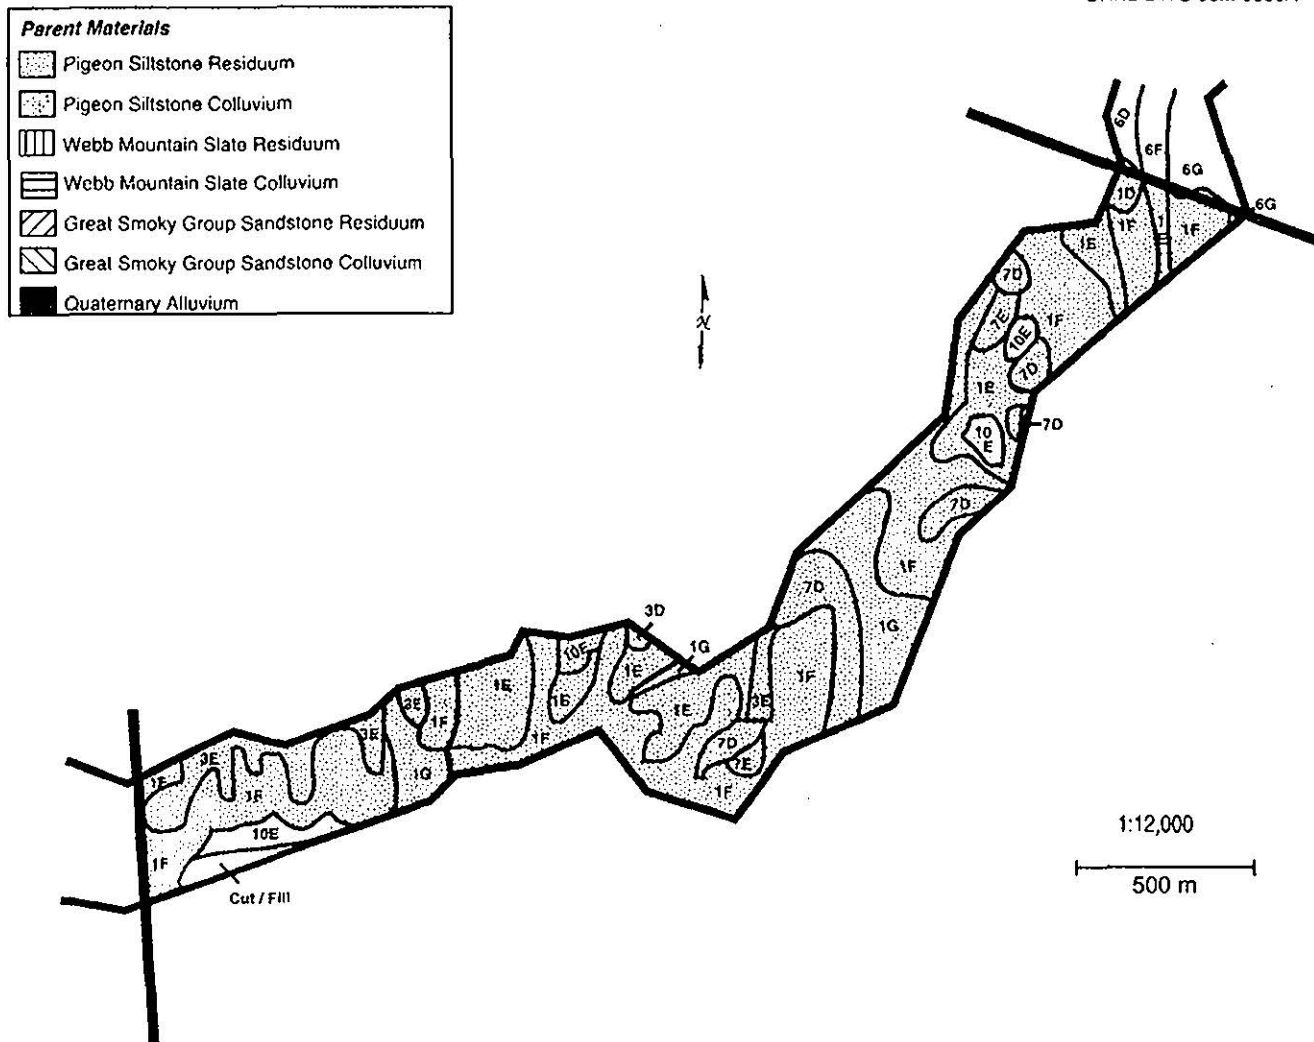 Parent Materials
Pigeon Siltstone Residuum
Pigeon Siltstone Colluvium
Webb Mountain Slate Residuum
Webb Mountain Slate Colluvium
Great Smoky Group Sandstone Residuum
Great Smoky Group Sandstone Colluvium
Quaternary Alluvium
6D
6F
6G
1D
6G
1E
1F
1
1F
7D
7E
1F
10E
7D
1E
10
E
7D
7D
1F
7D
1G
3D
1G
10E
1E
1E
1F
1E
1E
3E
3E
1F
1F
7D
3E
1G
3E
1F
1F
10E
1F
Cut / Fill
N
1:12,000
500 m